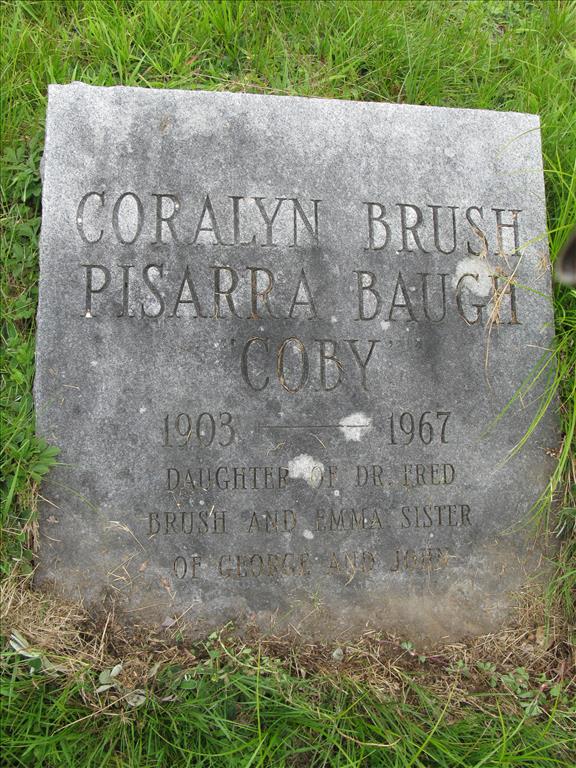 CORALYN BRUSH
PISARRA BAUGH
"COBY"
1903 — 1967
DAUGHTER OF DR. FRED
BRUSH AND EMMA SISTER
OF GEORGE AND JOHN